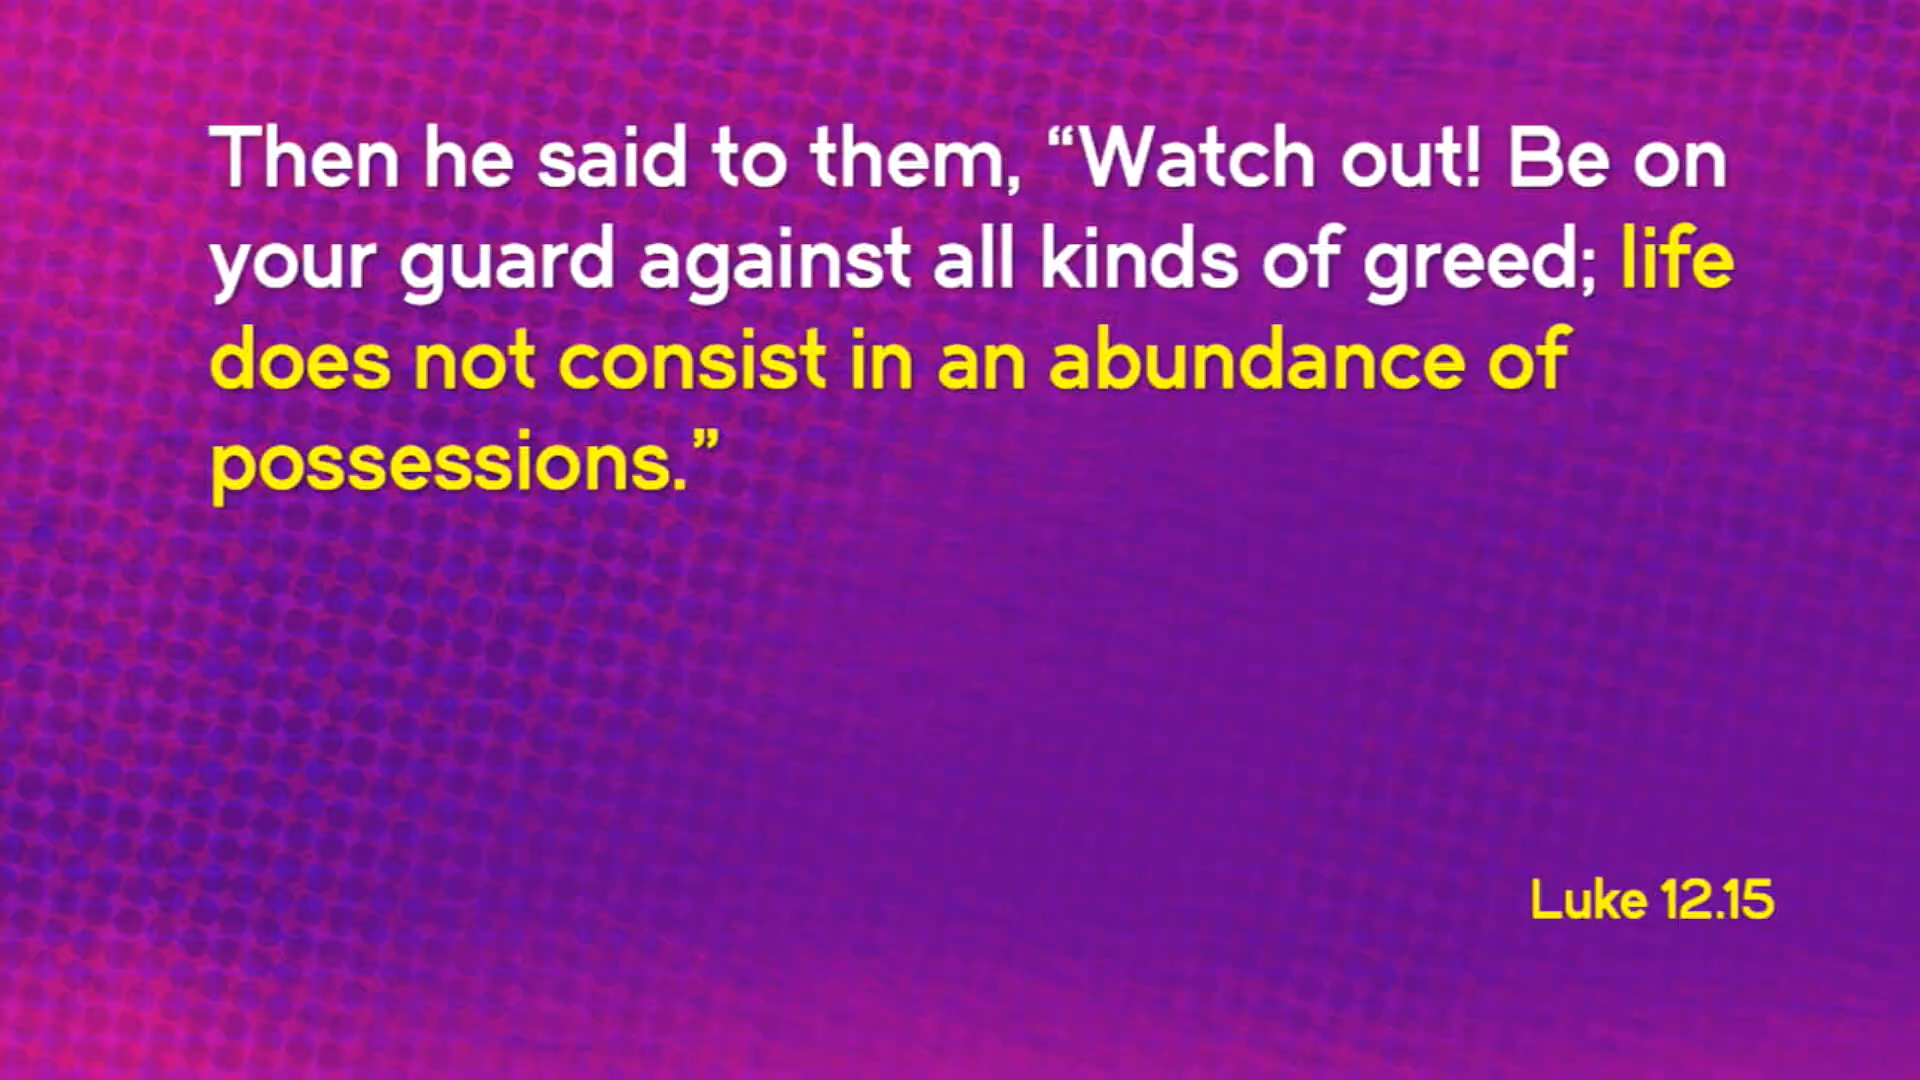 Then he said to them, “Watch out! Be on
your guard against all kinds of greed; life
does not consist in an abundance of
possessions.”
Luke 12.15